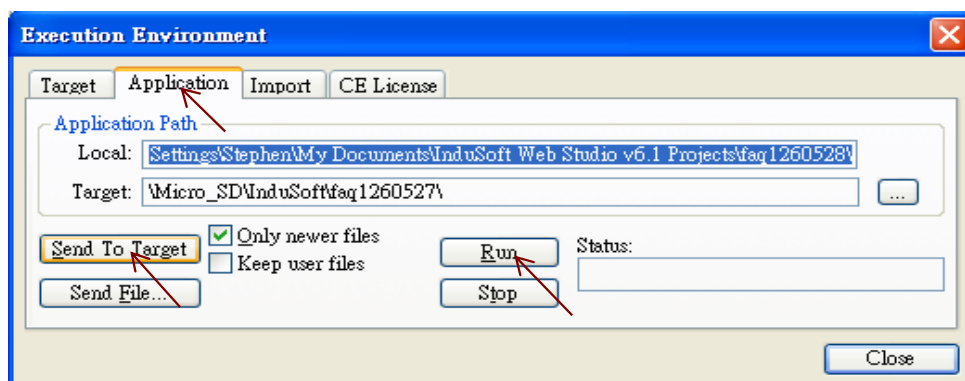 Execution Environment
Target Application Import CE License
Application Path
Local: Settings\Stephen\My Documents\InduSoft Web Studio v6.1 Projects\faq1260528\
Target: \Micro_SD\InduSoft\faq1260527\ ...
Send To Target Only newer files Run Status:
Keep user files
Send File... Stop
Close